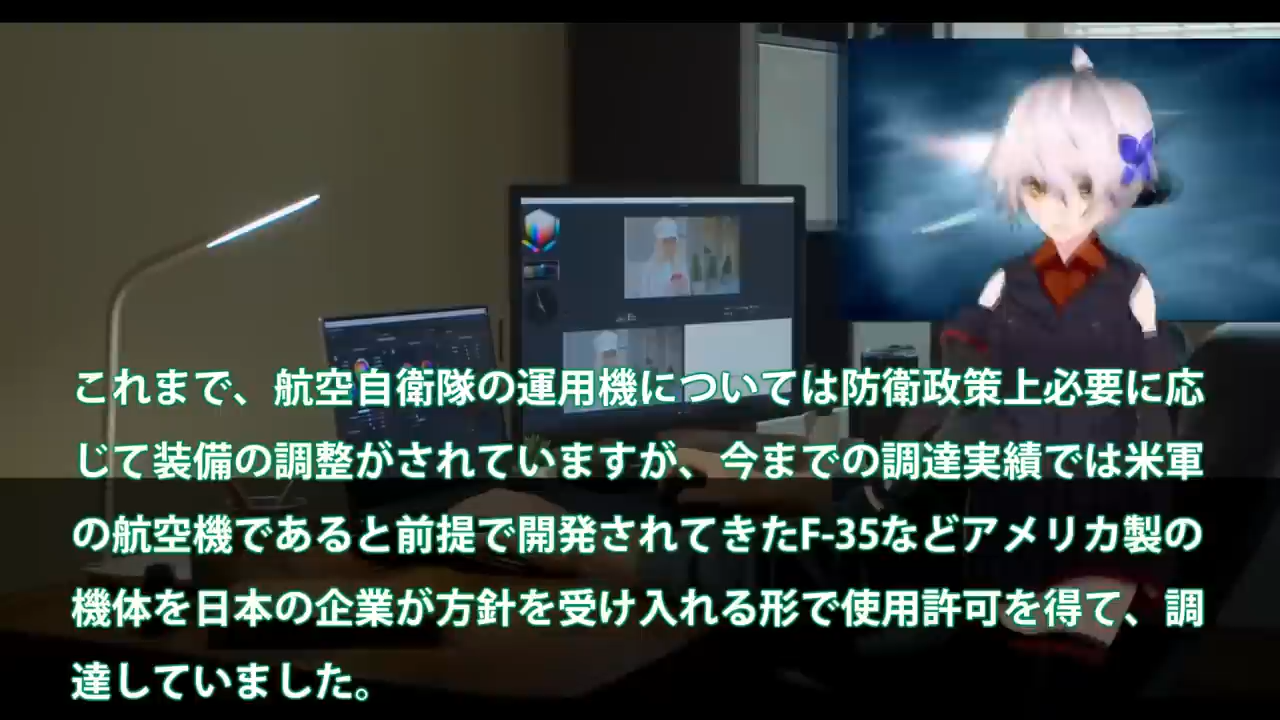 これまで、航空自衛隊の運用機については防衛政策上必要に応
じて装備の調整がされていますが、今までの調達実績では米軍
の航空機であると前提で開発されてきたF-35などアメリカ製の
機体を日本の企業が方針を受け入れる形で使用許可を得て、調
達していました。